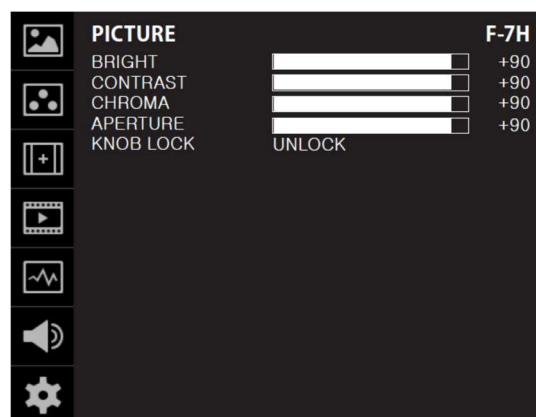 PICTURE F-7H
BRIGHT +90
CONTRAST +90
CHROMA +90
APERTURE +90
KNOB LOCK UNLOCK